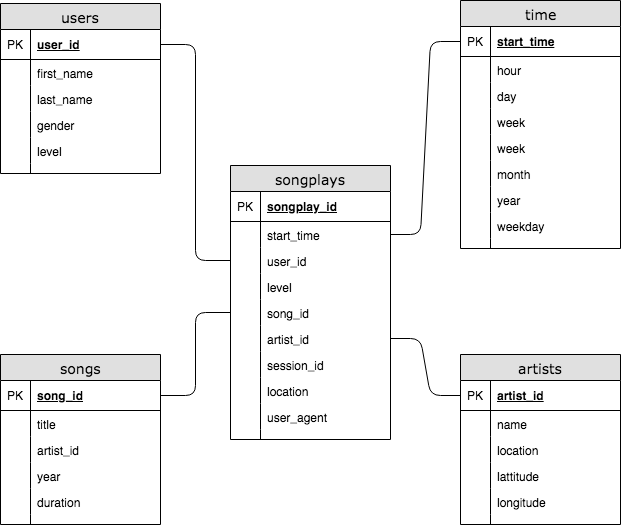 users
PK user_id
first_name
last_name
gender
level
time
PK start_time
hour
day
week
week
month
year
weekday
songplays
PK songplay_id
start_time
user_id
level
song_id
artist_id
session_id
location
user_agent
songs
PK song_id
title
artist_id
year
duration
artists
PK artist_id
name
location
lattitude
longitude